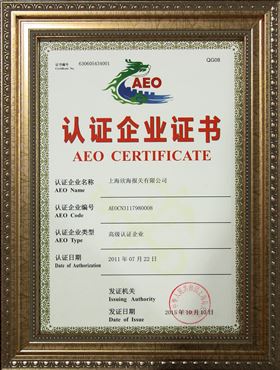 证书编号
Certificate No.
630605434001
QG08
AEO
认证企业证书
AEO CERTIFICATE
认证企业名称
AEO Name
上海欣海报关有限公司
认证企业编号
AEO Code
AEOCN3117980008
认证企业类型
AEO Type
高级认证企业
认证日期
Date of Authorization
2011 年 07 月 22 日
发证机关
Issuing Authority
发证日期
Date of Issue
10 月